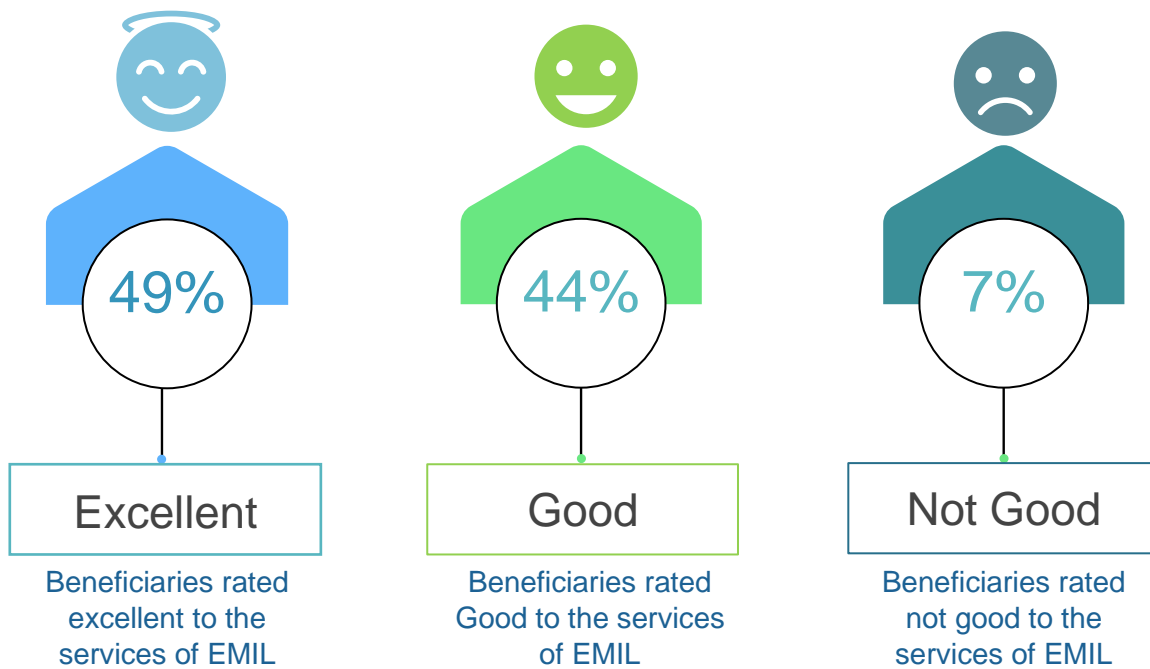 49%
Excellent
Beneficiaries rated
excellent to the
services of EMIL
44%
Good
Beneficiaries rated
Good to the services
of EMIL
7%
Not Good
Beneficiaries rated
not good to the
services of EMIL